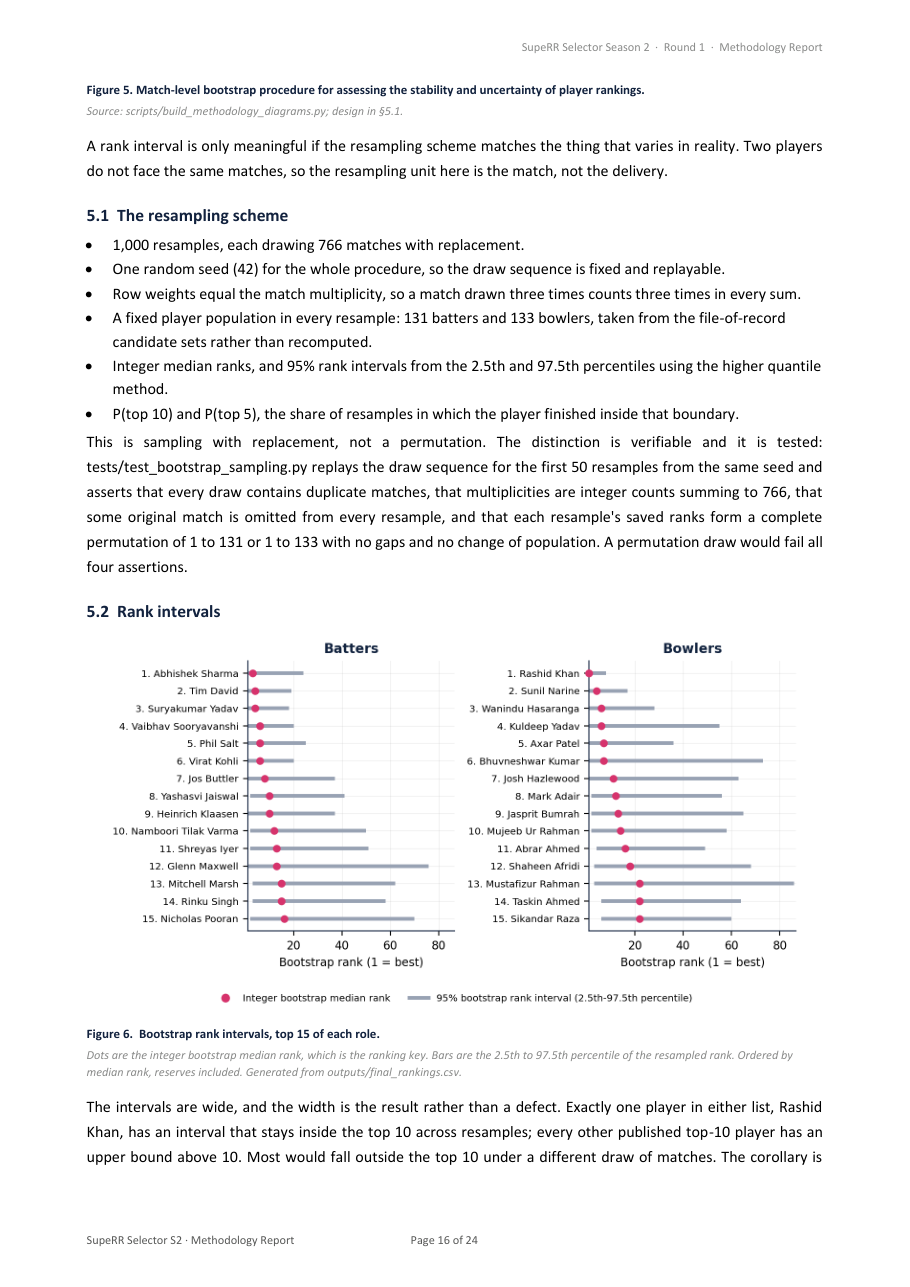 SupeRR Selector Season 2 · Round 1 · Methodology Report
Figure 5. Match-level bootstrap procedure for assessing the stability and uncertainty of player rankings.
Source: scripts/build_methodology_diagrams.py; design in §5.1.
A rank interval is only meaningful if the resampling scheme matches the thing that varies in reality. Two players
do not face the same matches, so the resampling unit here is the match, not the delivery.
5.1 The resampling scheme
• 1,000 resamples, each drawing 766 matches with replacement.
• One random seed (42) for the whole procedure, so the draw sequence is fixed and replayable.
• Row weights equal the match multiplicity, so a match drawn three times counts three times in every sum.
• A fixed player population in every resample: 131 batters and 133 bowlers, taken from the file-of-record
candidate sets rather than recomputed.
• Integer median ranks, and 95% rank intervals from the 2.5th and 97.5th percentiles using the higher quantile
method.
• P(top 10) and P(top 5), the share of resamples in which the player finished inside that boundary.
This is sampling with replacement, not a permutation. The distinction is verifiable and it is tested:
tests/test_bootstrap_sampling.py replays the draw sequence for the first 50 resamples from the same seed and
asserts that every draw contains duplicate matches, that multiplicities are integer counts summing to 766, that
some original match is omitted from every resample, and that each resample's saved ranks form a complete
permutation of 1 to 131 or 1 to 133 with no gaps and no change of population. A permutation draw would fail all
four assertions.
5.2 Rank intervals
Batters
1. Abhishek Sharma
2. Tim David
3. Suryakumar Yadav
4. Vaibhav Sooryavanshi
5. Phil Salt
6. Virat Kohli
7. Jos Buttler
8. Yashasvi Jaiswal
9. Heinrich Klaasen
10. Namboori Tilak Varma
11. Shreyas Iyer
12. Glenn Maxwell
13. Mitchell Marsh
14. Rinku Singh
15. Nicholas Pooran
20 40 60 80
Bootstrap rank (1 = best)
Bowlers
1. Rashid Khan
2. Sunil Narine
3. Wanindu Hasaranga
4. Kuldeep Yadav
5. Axar Patel
6. Bhuvneshwar Kumar
7. Josh Hazlewood
8. Mark Adair
9. Jasprit Bumrah
10. Mujeeb Ur Rahman
11. Abrar Ahmed
12. Shaheen Afridi
13. Mustafizur Rahman
14. Taskin Ahmed
15. Sikandar Raza
20 40 60 80
Bootstrap rank (1 = best)
Integer bootstrap median rank 95% bootstrap rank interval (2.5th-97.5th percentile)
Figure 6. Bootstrap rank intervals, top 15 of each role.
Dots are the integer bootstrap median rank, which is the ranking key. Bars are the 2.5th to 97.5th percentile of the resampled rank. Ordered by
median rank, reserves included. Generated from outputs/final_rankings.csv.
The intervals are wide, and the width is the result rather than a defect. Exactly one player in either list, Rashid
Khan, has an interval that stays inside the top 10 across resamples; every other published top-10 player has an
upper bound above 10. Most would fall outside the top 10 under a different draw of matches. The corollary is
SupeRR Selector S2 · Methodology Report Page 16 of 24